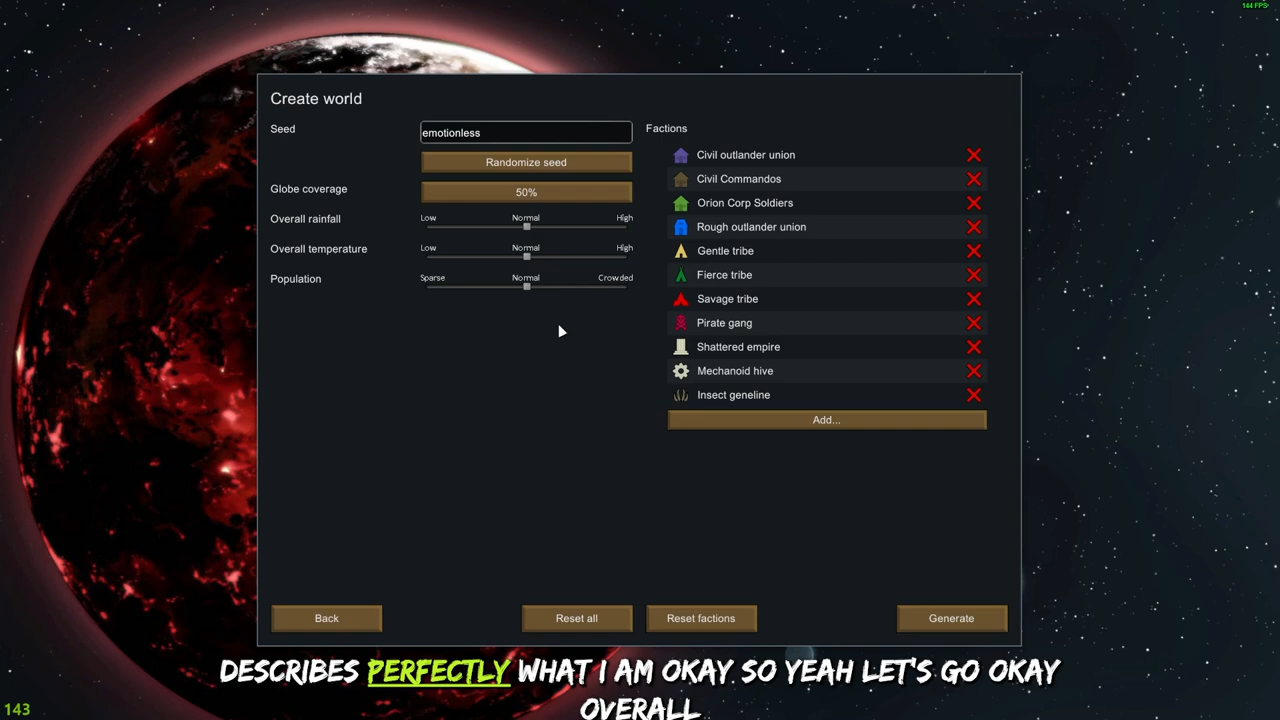 144 FPS
Create world
Seed
emotionless
Randomize seed
Globe coverage
50%
Overall rainfall
Low Normal High
Overall temperature
Low Normal High
Population
Sparse Normal Crowded
Factions
Civil outlander union
Civil Commandos
Orion Corp Soldiers
Rough outlander union
Gentle tribe
Fierce tribe
Savage tribe
Pirate gang
Shattered empire
Mechanoid hive
Insect geneline
Add...
Back
Reset all
Reset factions
Generate
DESCRIBES PERFECTLY WHAT I AM OKAY SO YEAH LET'S GO OKAY
OVERALL
143